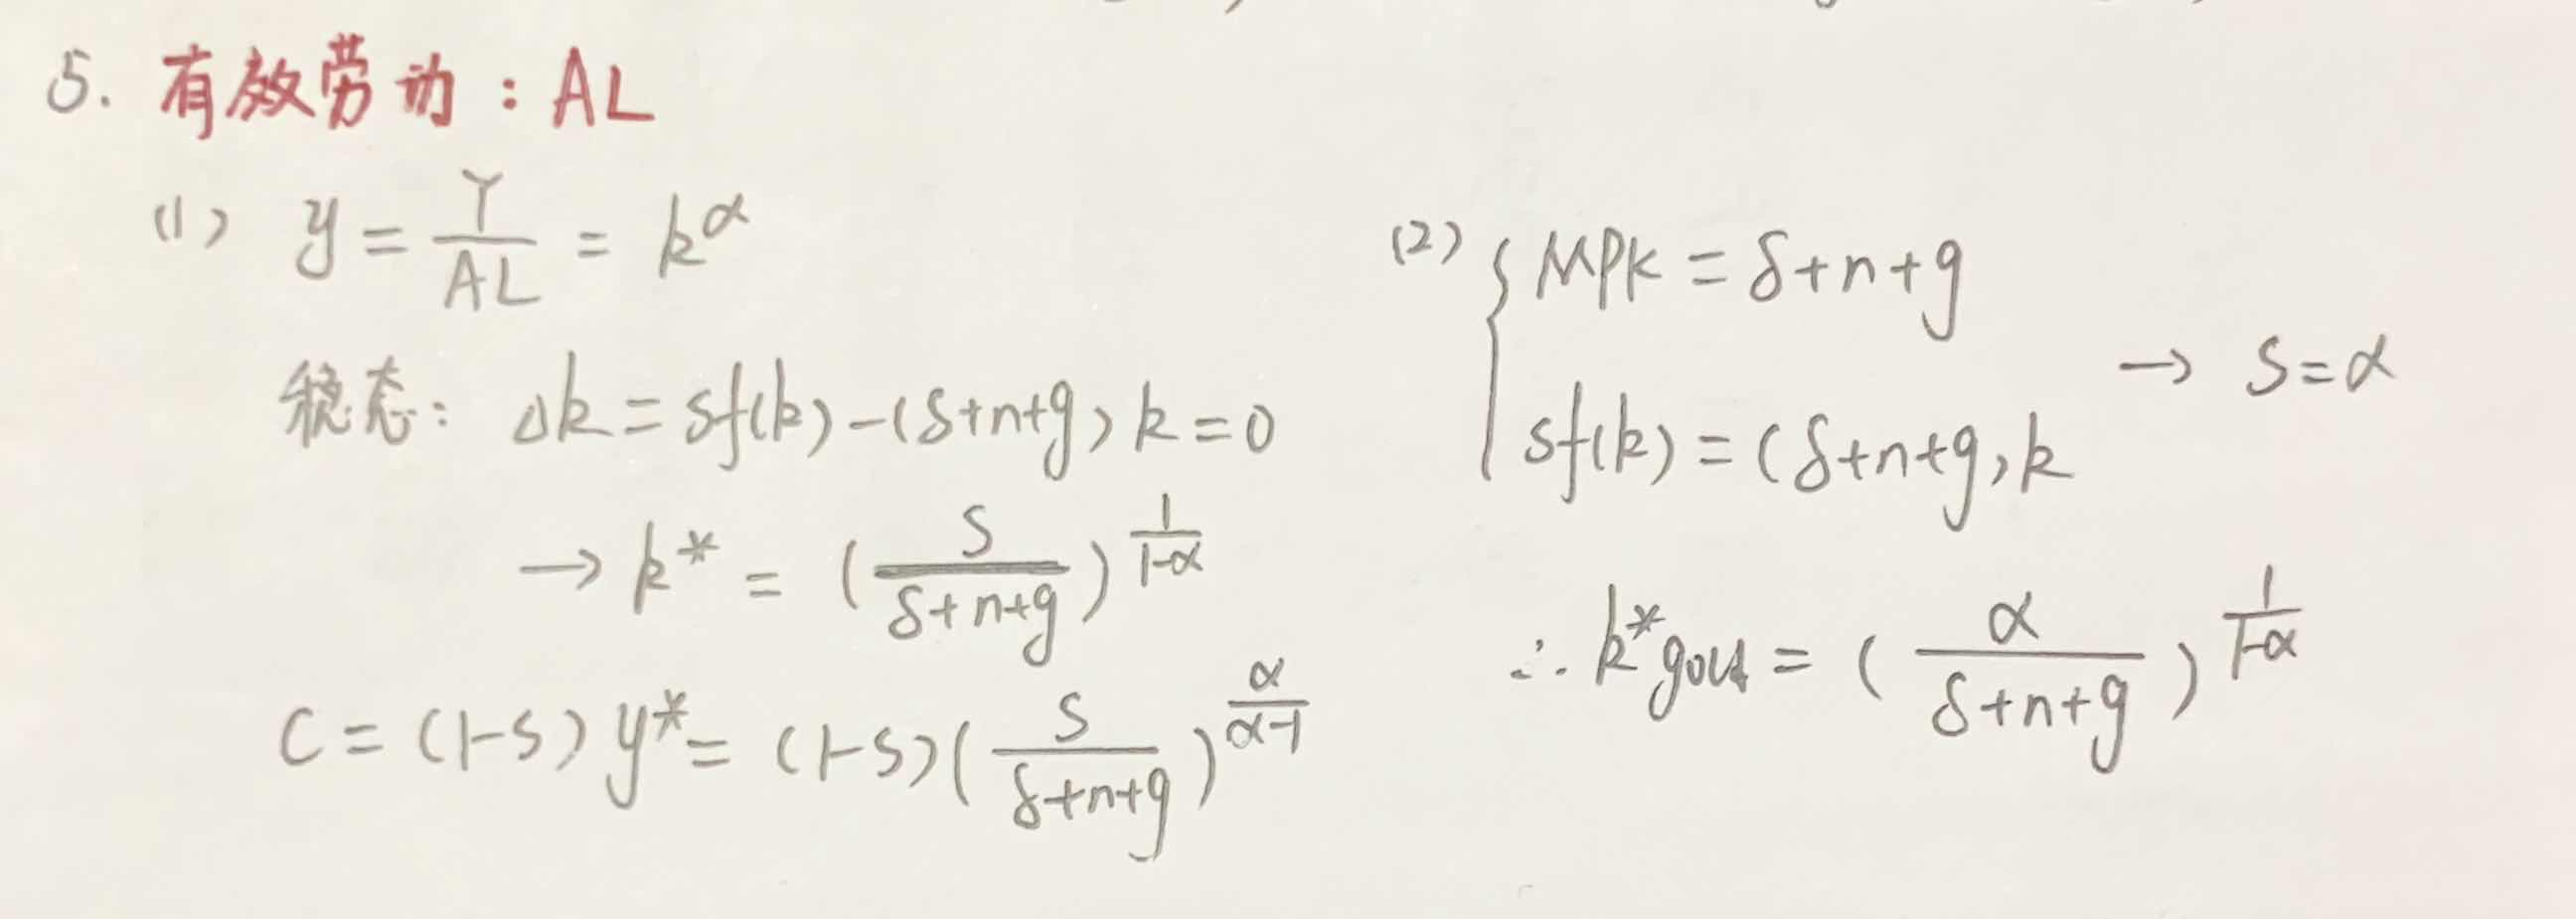 5. 有效劳动：AL
(1) y = Y/AL = k^α
稳态： Δk = sf(k) - (δ+n+g)k = 0
→ k* = (s/(δ+n+g))^(1/(1-α))
C = (1-s)y* = (1-s)(s/(δ+n+g))^(α/(α-1))
(2) { MPK = δ+n+g
sf(k) = (δ+n+g)k → s = α
∴ k*gold = (α/(δ+n+g))^(1/(1-α))